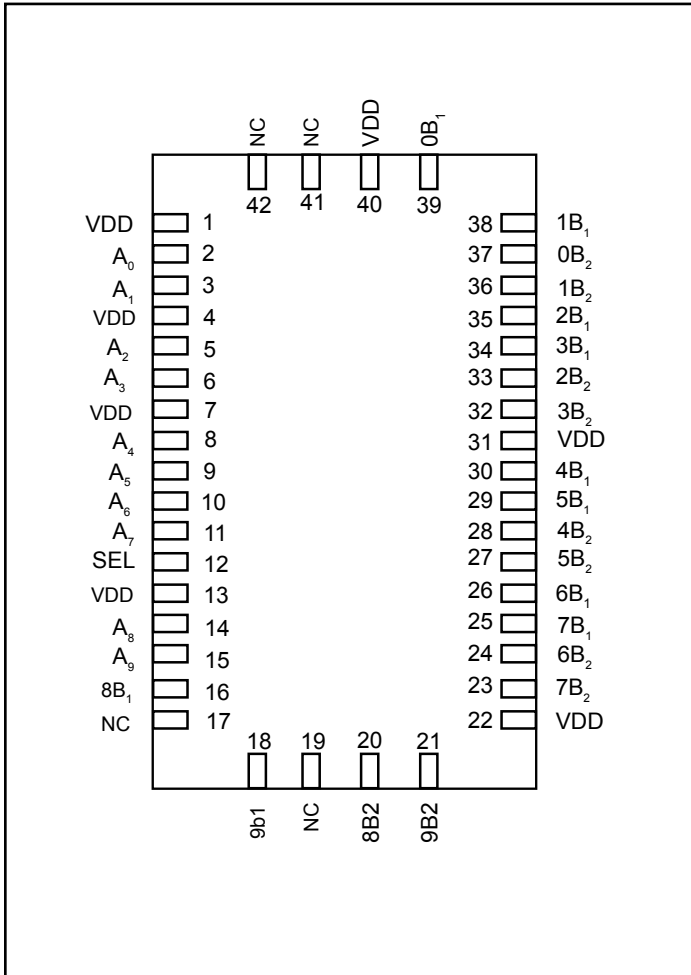 NC NC VDD 0B₁
42 41 40 39
VDD 1 38 1B₁
A₀ 2 37 0B₂
A₁ 3 36 1B₂
VDD 4 35 2B₁
A₂ 5 34 3B₁
A₃ 6 33 2B₂
VDD 7 32 3B₂
A₄ 8 31 VDD
A₅ 9 30 4B₁
A₆ 10 29 5B₁
A₇ 11 28 4B₂
SEL 12 27 5B₂
VDD 13 26 6B₁
A₈ 14 25 7B₁
A₉ 15 24 6B₂
8B₁ 16 23 7B₂
NC 17 22 VDD
18 19 20 21
9b1 NC 8B2 9B2